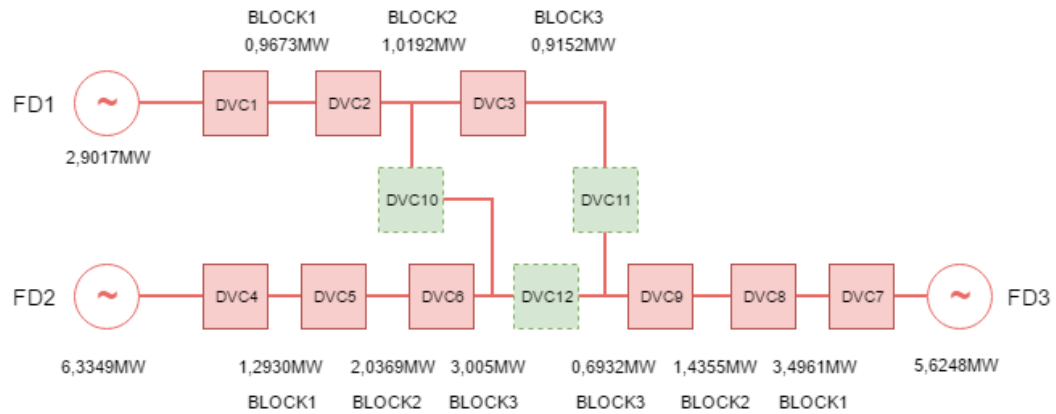 BLOCK1 BLOCK2 BLOCK3
0,9673MW 1,0192MW 0,9152MW
FD1 ~ DVC1 DVC2 DVC3
2,9017MW
DVC10 DVC11
FD2 ~ DVC4 DVC5 DVC6 DVC12 DVC9 DVC8 DVC7 ~ FD3
6,3349MW 1,2930MW 2,0369MW 3,005MW 0,6932MW 1,4355MW 3,4961MW 5,6248MW
BLOCK1 BLOCK2 BLOCK3 BLOCK3 BLOCK2 BLOCK1